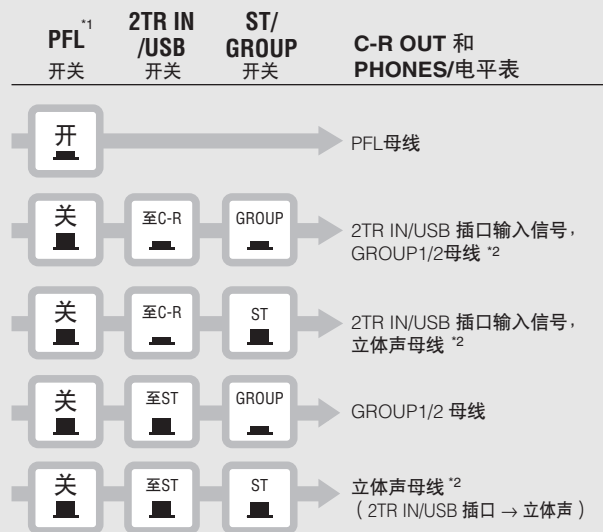 PFL*1 2TR IN ST/
/USB GROUP C-R OUT 和
开关 开关 开关 PHONES/电平表
开 PFL母线
关 至C-R GROUP 2TR IN/USB 插口输入信号，
GROUP1/2母线 *2
关 至C-R ST 2TR IN/USB 插口输入信号，
立体声母线 *2
关 至ST GROUP GROUP1/2 母线
关 至ST ST 立体声母线 *2
（ 2TR IN/USB 插口 → 立体声 ）